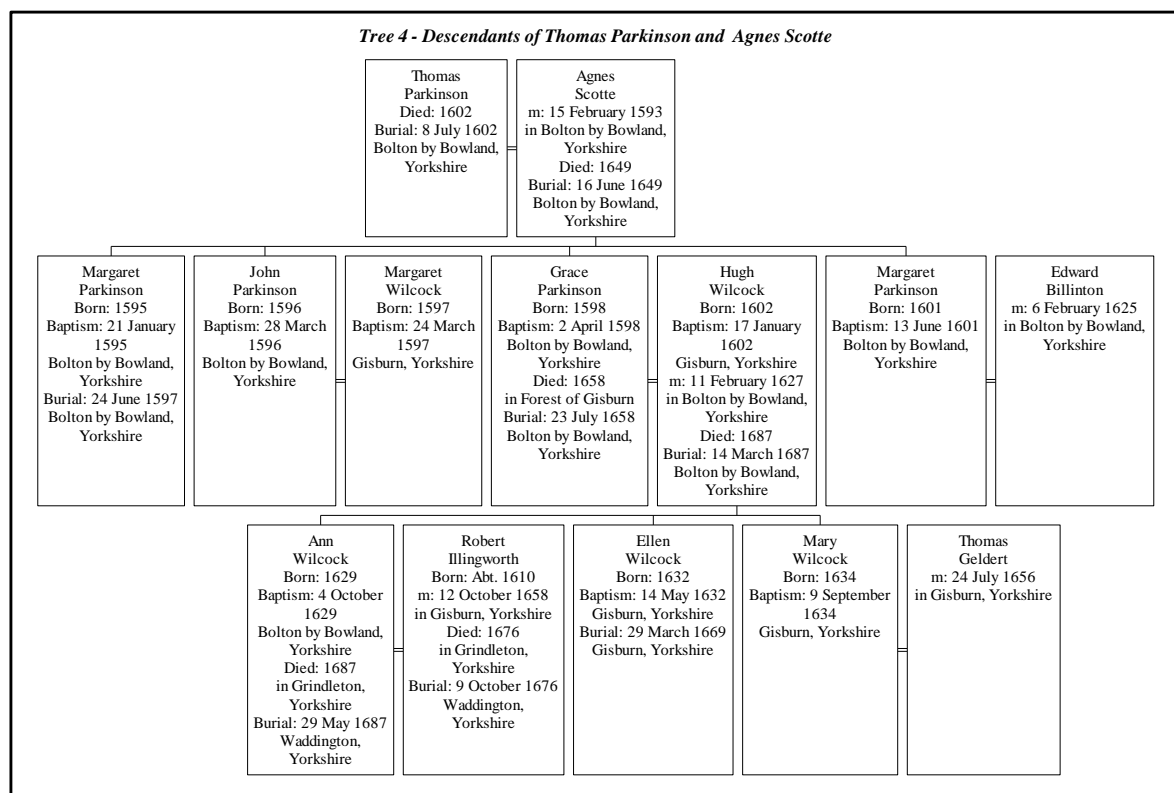 Tree 4 - Descendants of Thomas Parkinson and Agnes Scotte
Thomas
Parkinson
Died: 1602
Burial: 8 July 1602
Bolton by Bowland,
Yorkshire
Agnes
Scotte
m: 15 February 1593
in Bolton by Bowland,
Yorkshire
Died: 1649
Burial: 16 June 1649
Bolton by Bowland,
Yorkshire
Margaret
Parkinson
Born: 1595
Baptism: 21 January
1595
Bolton by Bowland,
Yorkshire
Burial: 24 June 1597
Bolton by Bowland,
Yorkshire
John
Parkinson
Born: 1596
Baptism: 28 March
1596
Bolton by Bowland,
Yorkshire
Margaret
Wilcock
Born: 1597
Baptism: 24 March
1597
Gisburn, Yorkshire
Grace
Parkinson
Born: 1598
Baptism: 2 April 1598
Bolton by Bowland,
Yorkshire
Died: 1658
in Forest of Gisburn
Burial: 23 July 1658
Bolton by Bowland,
Yorkshire
Hugh
Wilcock
Born: 1602
Baptism: 17 January
1602
Gisburn, Yorkshire
m: 11 February 1627
in Bolton by Bowland,
Yorkshire
Died: 1687
Burial: 14 March 1687
Bolton by Bowland,
Yorkshire
Margaret
Parkinson
Born: 1601
Baptism: 13 June 1601
Bolton by Bowland,
Yorkshire
Edward
Billinton
m: 6 February 1625
in Bolton by Bowland,
Yorkshire
Ann
Wilcock
Born: 1629
Baptism: 4 October
1629
Bolton by Bowland,
Yorkshire
Died: 1687
in Grindleton,
Yorkshire
Burial: 29 May 1687
Waddington,
Yorkshire
Robert
Illingworth
Born: Abt. 1610
m: 12 October 1658
in Gisburn, Yorkshire
Died: 1676
in Grindleton,
Yorkshire
Burial: 9 October 1676
Waddington,
Yorkshire
Ellen
Wilcock
Born: 1632
Baptism: 14 May 1632
Gisburn, Yorkshire
Burial: 29 March 1669
Gisburn, Yorkshire
Mary
Wilcock
Born: 1634
Baptism: 9 September
1634
Gisburn, Yorkshire
Thomas
Geldert
m: 24 July 1656
in Gisburn, Yorkshire